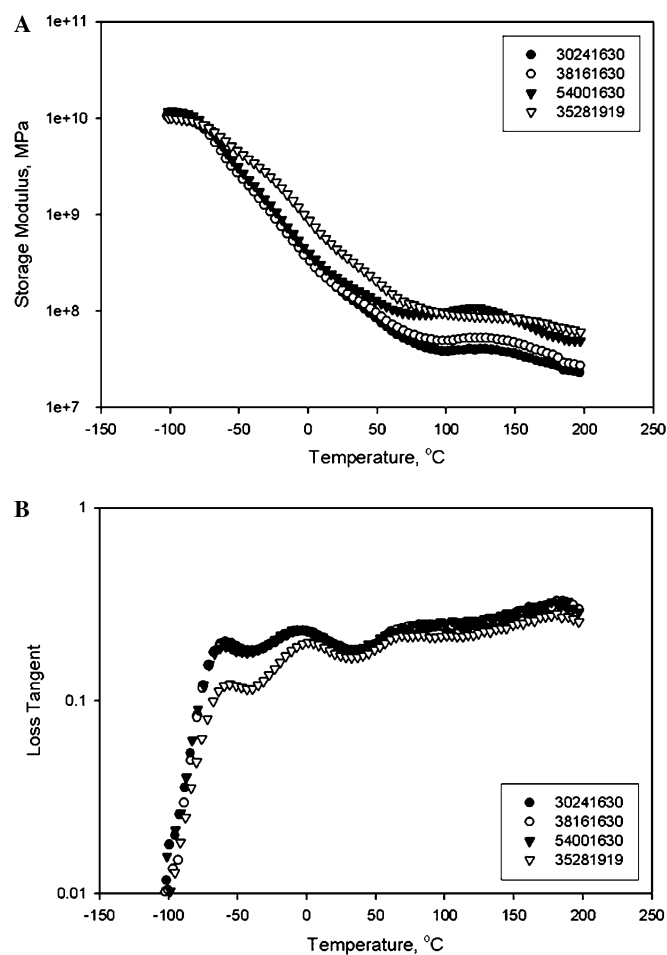 A
1e+11
1e+10
1e+9
1e+8
1e+7
Storage Modulus, MPa
30241630
38161630
54001630
35281919
-150 -100 -50 0 50 100 150 200 250
Temperature, °C
B
1
0.1
0.01
Loss Tangent
30241630
38161630
54001630
35281919
-150 -100 -50 0 50 100 150 200 250
Temperature, °C